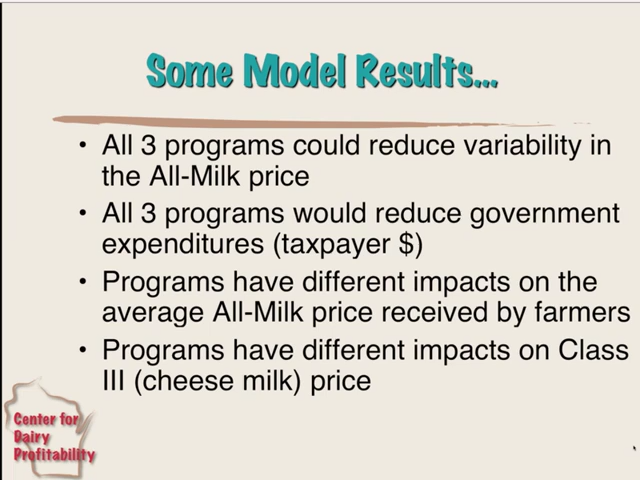 Some Model Results...
• All 3 programs could reduce variability in
the All-Milk price
• All 3 programs would reduce government
expenditures (taxpayer $)
• Programs have different impacts on the
average All-Milk price received by farmers
• Programs have different impacts on Class
III (cheese milk) price
Center for
Dairy
Profitability